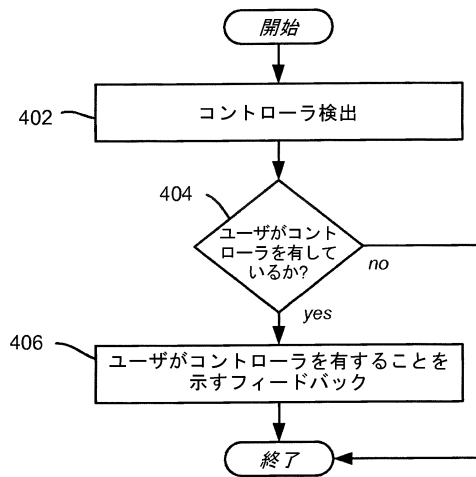 開始
402
コントローラ検出
404
ユーザがコント
ローラを有して
いるか?
no
yes
406
ユーザがコントローラを有することを
示すフィードバック
終了